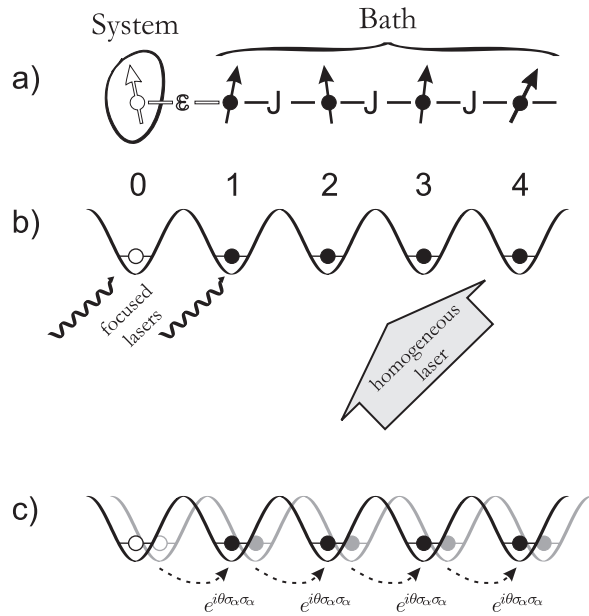 System Bath
a) ε J J J
0 1 2 3 4
b)
focused
lasers
homogeneous
laser
c)
e^{iθσ_ασ_α} e^{iθσ_ασ_α} e^{iθσ_ασ_α} e^{iθσ_ασ_α}